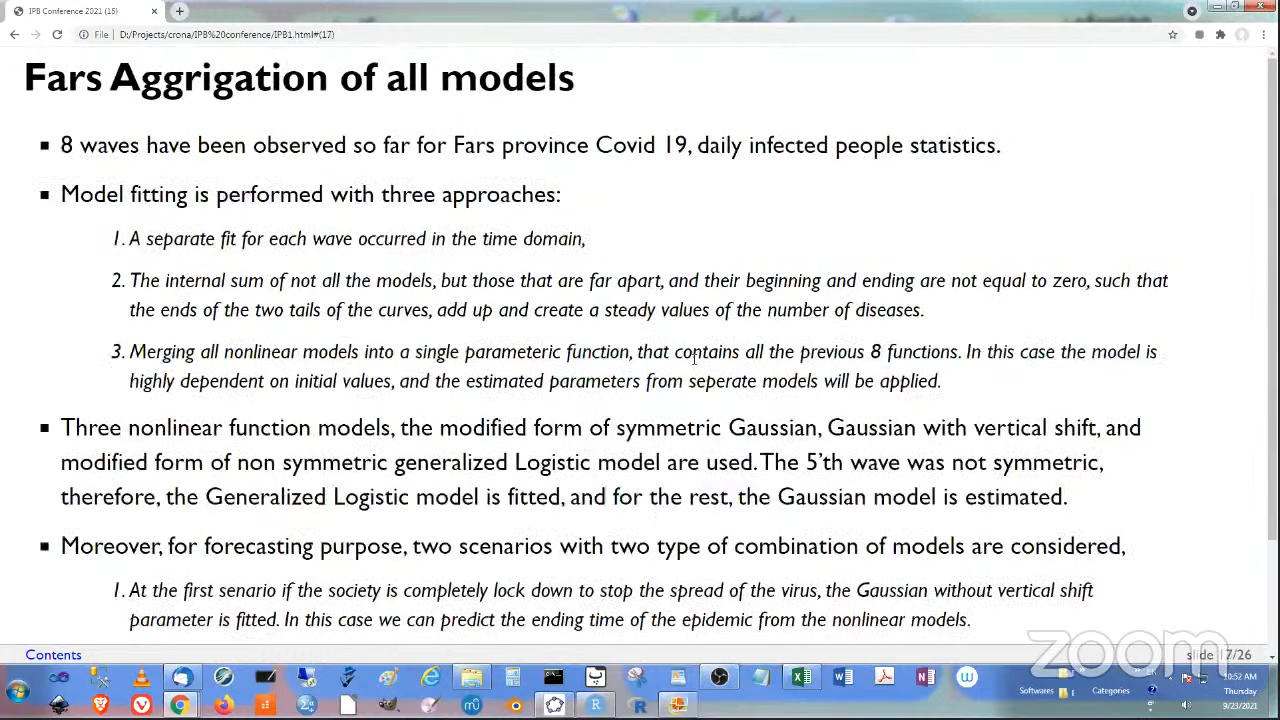 IPB Conference 2021 (15)
File | D:/Projects/crona/IPB%20conference/IPB1.html#(17)
Fars Aggrigation of all models
8 waves have been observed so far for Fars province Covid 19, daily infected people statistics.
Model fitting is performed with three approaches:
1. A separate fit for each wave occurred in the time domain,
2. The internal sum of not all the models, but those that are far apart, and their beginning and ending are not equal to zero, such that
the ends of the two tails of the curves, add up and create a steady values of the number of diseases.
3. Merging all nonlinear models into a single parameteric function, that contains all the previous 8 functions. In this case the model is
highly dependent on initial values, and the estimated parameters from seperate models will be applied.
Three nonlinear function models, the modified form of symmetric Gaussian, Gaussian with vertical shift, and
modified form of non symmetric generalized Logistic model are used. The 5'th wave was not symmetric,
therefore, the Generalized Logistic model is fitted, and for the rest, the Gaussian model is estimated.
Moreover, for forecasting purpose, two scenarios with two type of combination of models are considered,
1. At the first senario if the society is completely lock down to stop the spread of the virus, the Gaussian without vertical shift
parameter is fitted. In this case we can predict the ending time of the epidemic from the nonlinear models.
Contents
slide 17/26
zoom
Softwares
Categories
10:52 AM
Thursday
9/23/2021